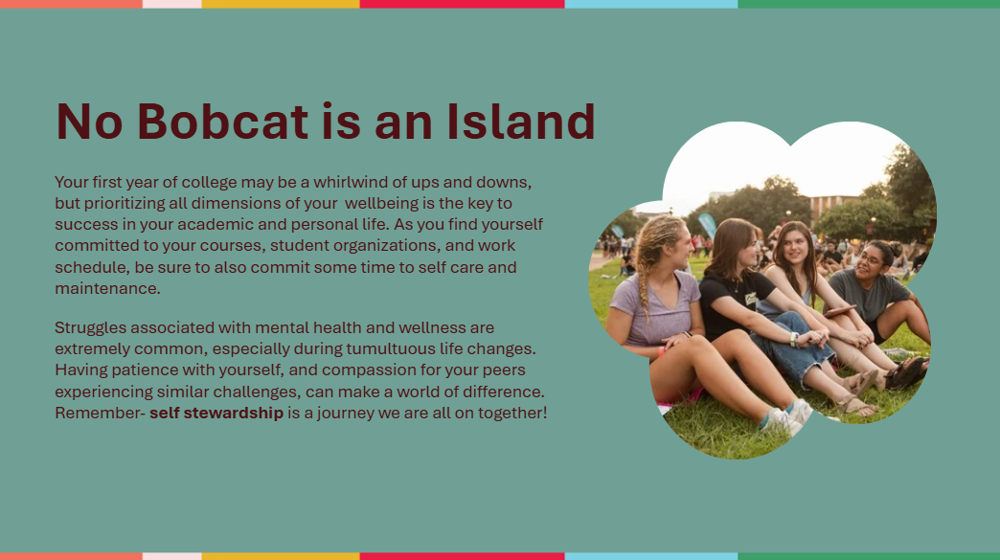 No Bobcat is an Island
Your first year of college may be a whirlwind of ups and downs,
but prioritizing all dimensions of your  wellbeing is the key to
success in your academic and personal life. As you find yourself
committed to your courses, student organizations, and work
schedule, be sure to also commit some time to self care and
maintenance.
Struggles associated with mental health and wellness are
extremely common, especially during tumultuous life changes.
Having patience with yourself, and compassion for your peers
experiencing similar challenges, can make a world of difference.
Remember- self stewardship is a journey we are all on together!